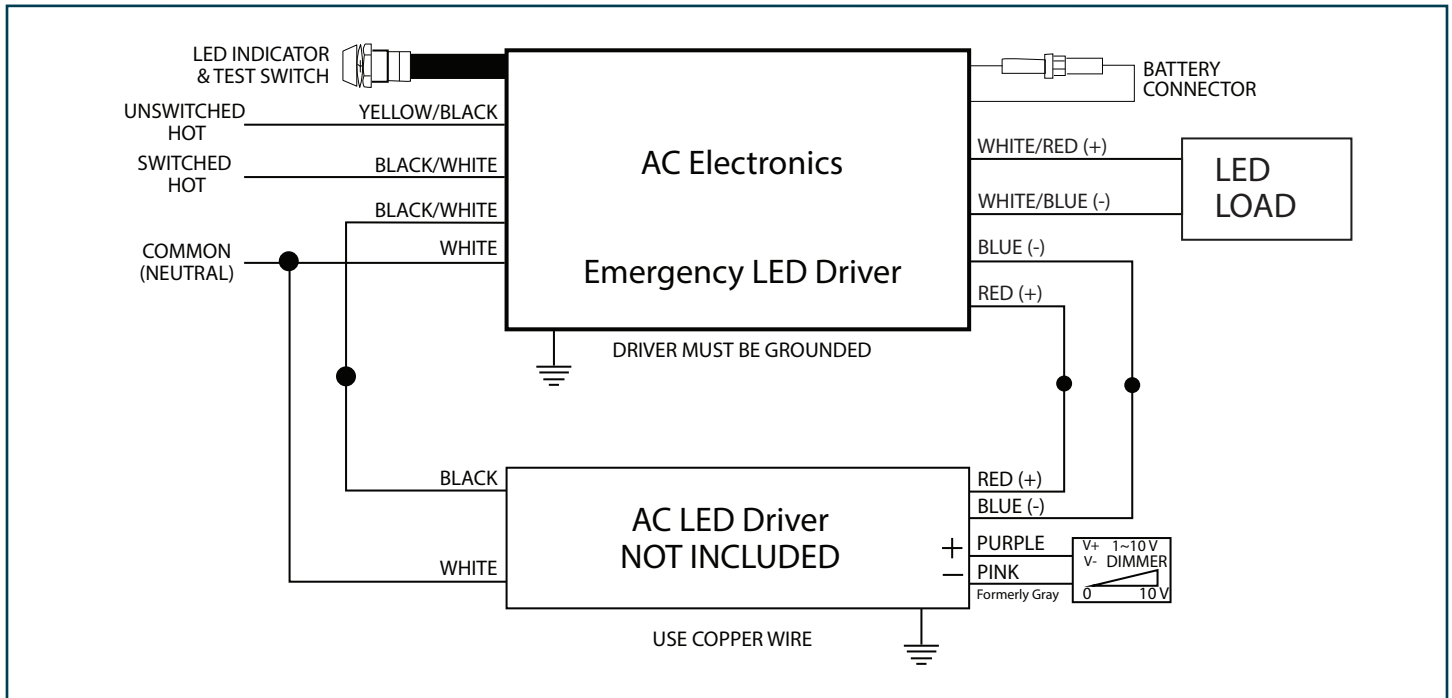 LED INDICATOR
& TEST SWITCH
UNSWITCHED
HOT
YELLOW/BLACK
SWITCHED
HOT
BLACK/WHITE
BLACK/WHITE
COMMON
(NEUTRAL)
WHITE
AC Electronics
Emergency LED Driver
BATTERY
CONNECTOR
WHITE/RED (+)
WHITE/BLUE (-)
LED
LOAD
BLUE (-)
RED (+)
DRIVER MUST BE GROUNDED
BLACK
WHITE
AC LED Driver
NOT INCLUDED
RED (+)
BLUE (-)
+ PURPLE
— PINK
Formerly Gray
V+ 1~10 V
V- DIMMER
0 10 V
USE COPPER WIRE